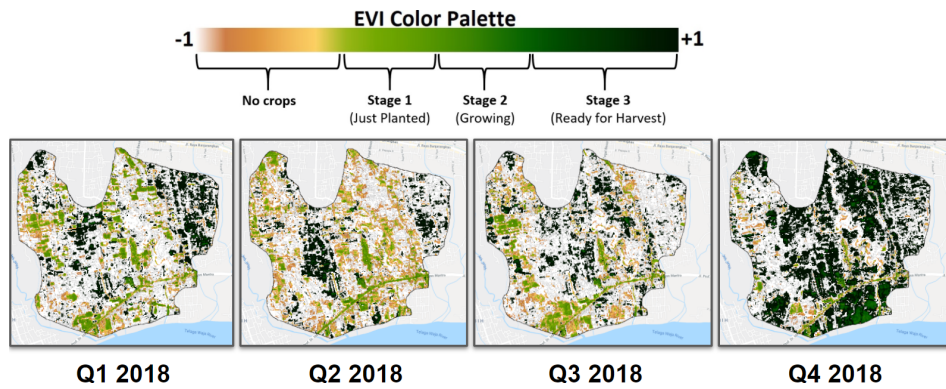 EVI Color Palette
-1
+1
No crops
Stage 1
(Just Planted)
Stage 2
(Growing)
Stage 3
(Ready for Harvest)
Q1 2018
Q2 2018
Q3 2018
Q4 2018